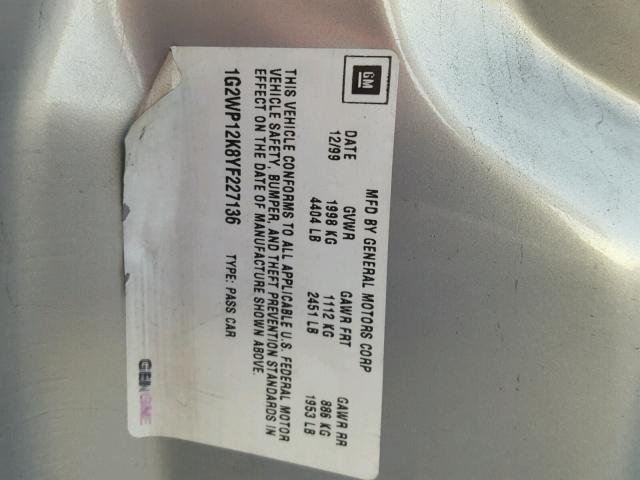 GM
MFD BY GENERAL MOTORS CORP
DATE GVWR GAWR FRT GAWR RR
12/99 1998 KG 1112 KG 886 KG
4404 LB 2451 LB 1953 LB
THIS VEHICLE CONFORMS TO ALL APPLICABLE U.S. FEDERAL MOTOR
VEHICLE SAFETY, BUMPER, AND THEFT PREVENTION STANDARDS IN
EFFECT ON THE DATE OF MANUFACTURE SHOWN ABOVE.
1G2WP12K8YF227136 TYPE: PASS CAR